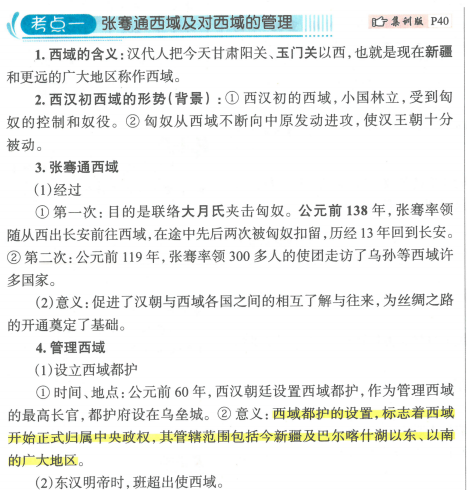 考点一 张骞通西域及对西域的管理 集训版 P40
1. 西域的含义：汉代人把今天甘肃阳关、玉门关以西，也就是现在新疆
和更远的广大地区称作西域。
2. 西汉初西域的形势(背景)：① 西汉初的西域，小国林立，受到匈
奴的控制和奴役。② 匈奴从西域不断向中原发动进攻，使汉王朝十分
被动。
3. 张骞通西域
(1)经过
① 第一次：目的是联络大月氏夹击匈奴。公元前 138 年，张骞率领
随从西出长安前往西域，在途中先后两次被匈奴扣留，历经 13 年回到长安。
② 第二次：公元前 119 年，张骞率领 300 多人的使团走访了乌孙等西域许
多国家。
(2)意义：促进了汉朝与西域各国之间的相互了解与往来，为丝绸之路
的开通奠定了基础。
4. 管理西域
(1)设立西域都护
① 时间、地点：公元前 60 年，西汉朝廷设置西域都护，作为管理西域
的最高长官，都护府设在乌垒城。② 意义：西域都护的设置，标志着西域
开始正式归属中央政权，其管辖范围包括今新疆及巴尔喀什湖以东、以南
的广大地区。
(2)东汉明帝时，班超出使西域。